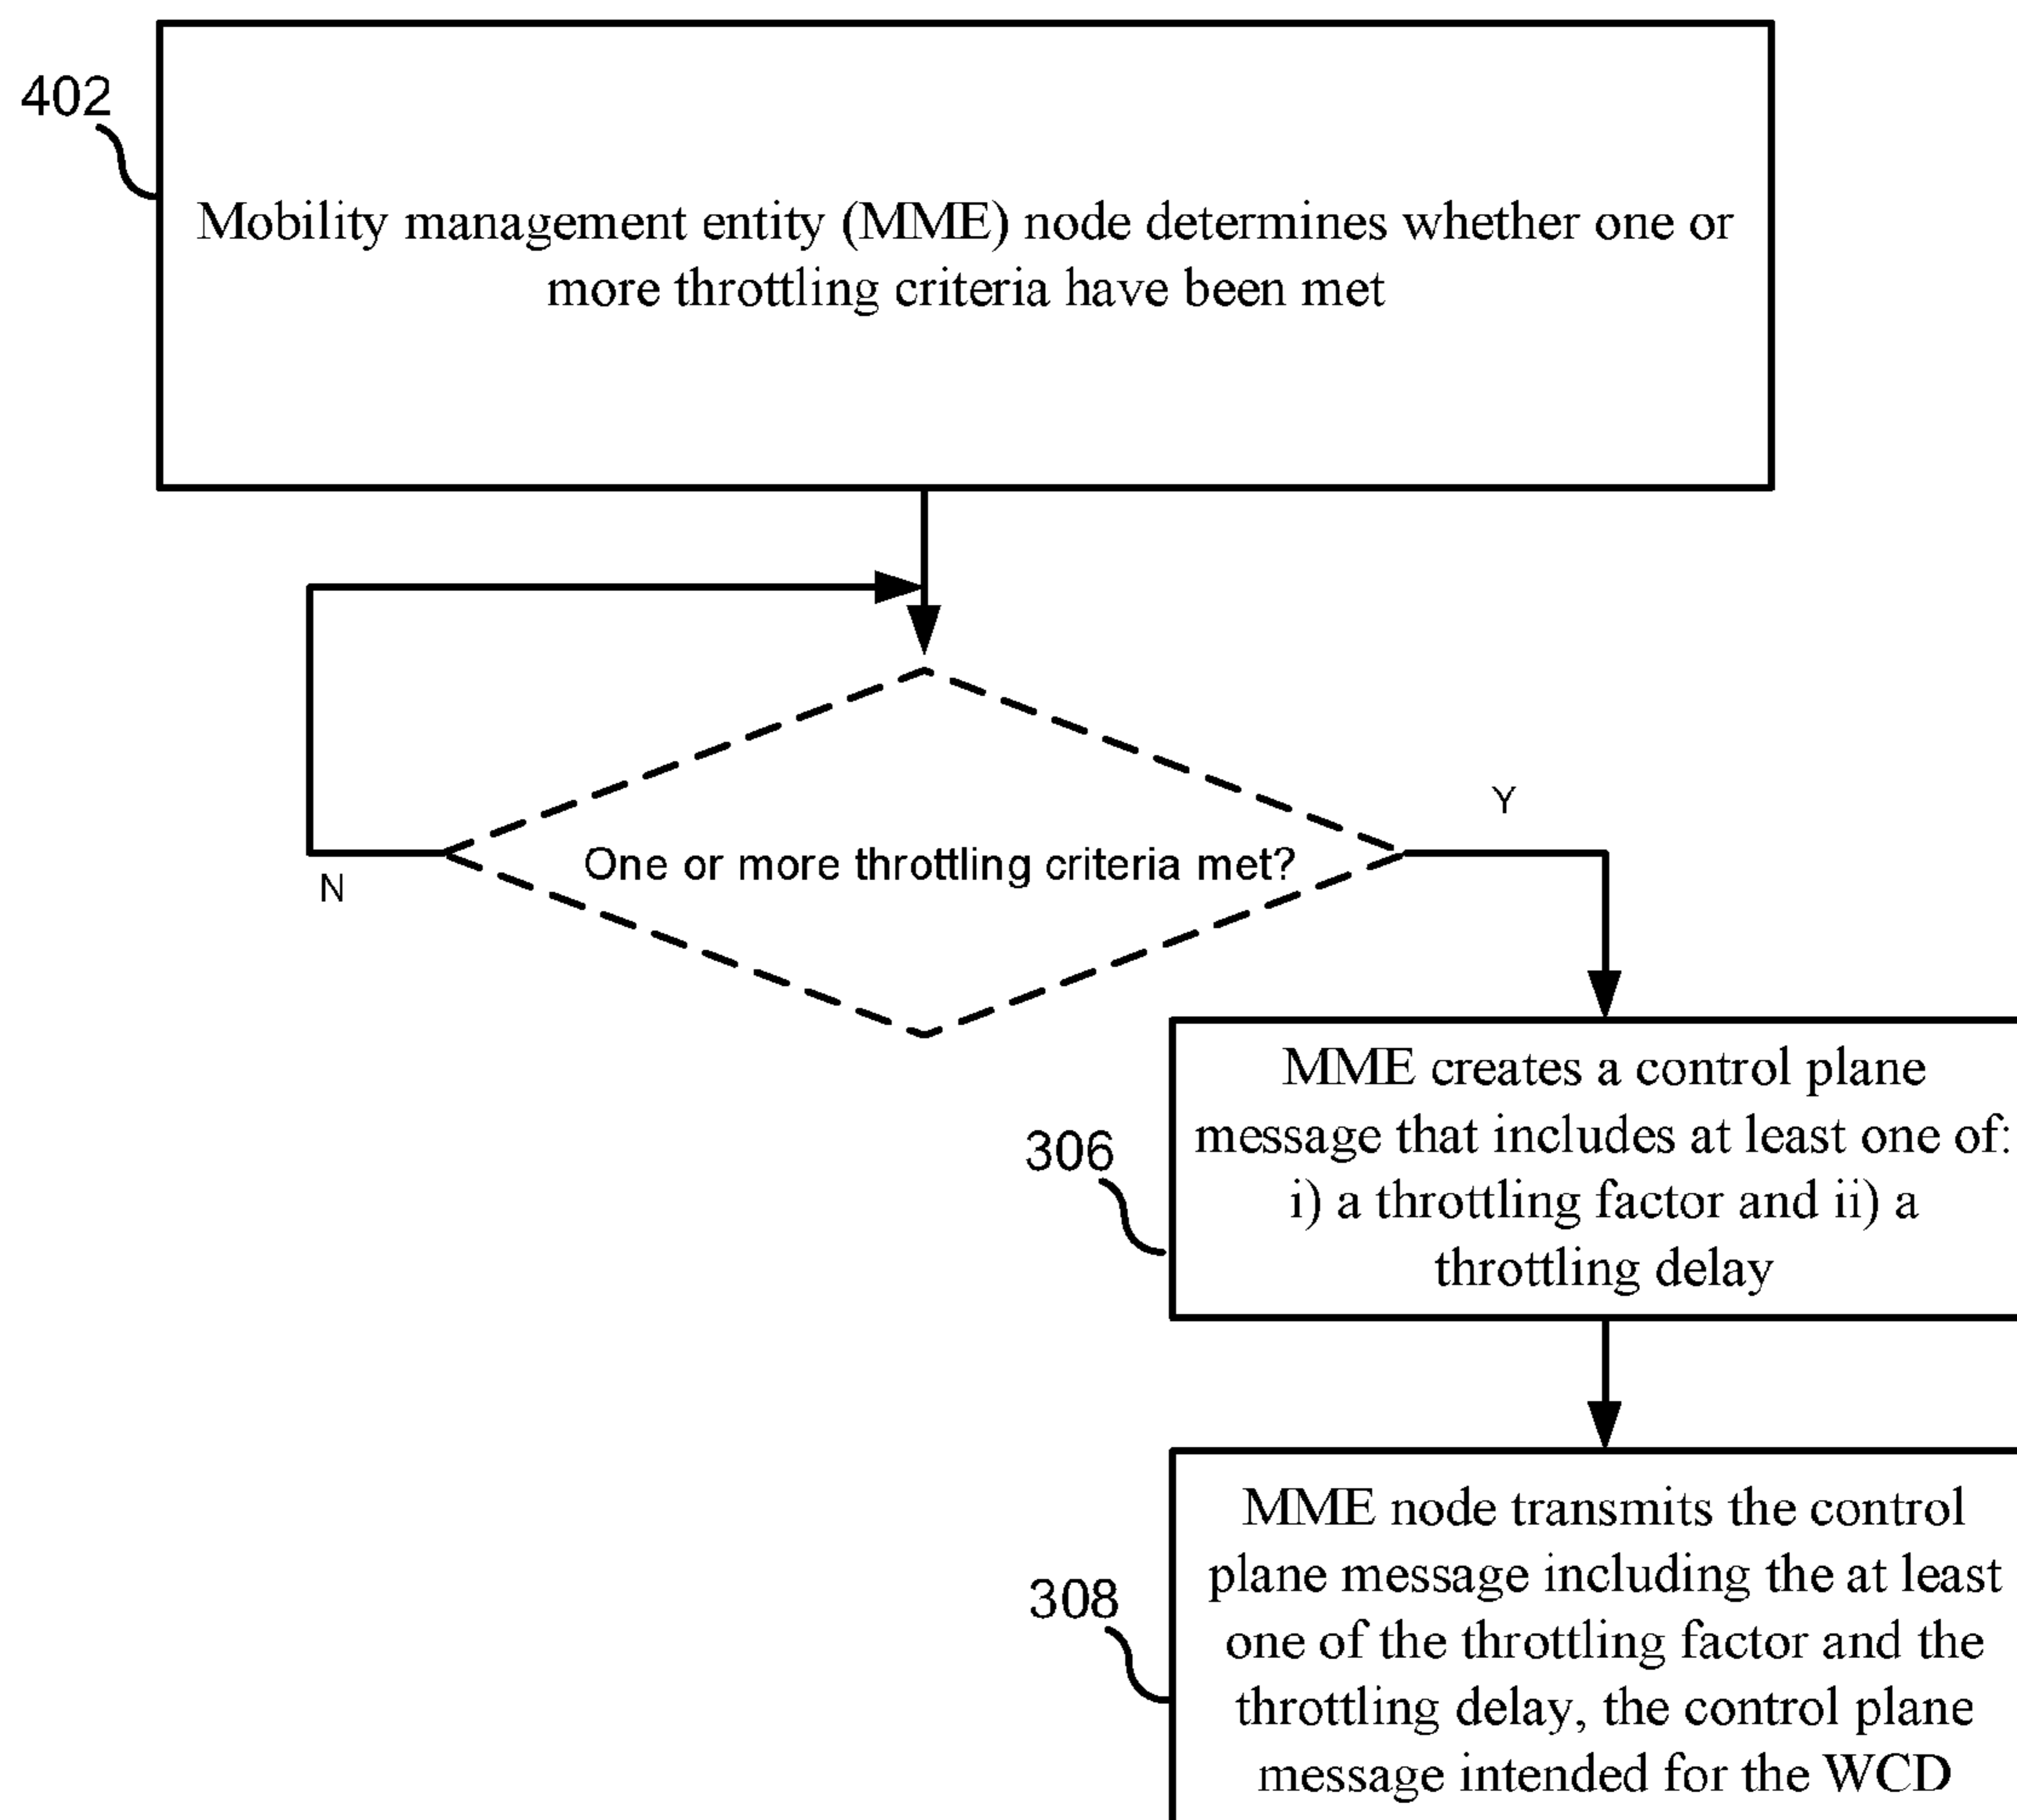 402
Mobility management entity (MME) node determines whether one or
more throttling criteria have been met
Y
One or more throttling criteria met?
N
MME creates a control plane
message that includes at least one of:
i) a throttling factor and ii) a
throttling delay
306
MME node transmits the control
plane message including the at least
one of the throttling factor and the
throttling delay, the control plane
message intended for the WCD
308